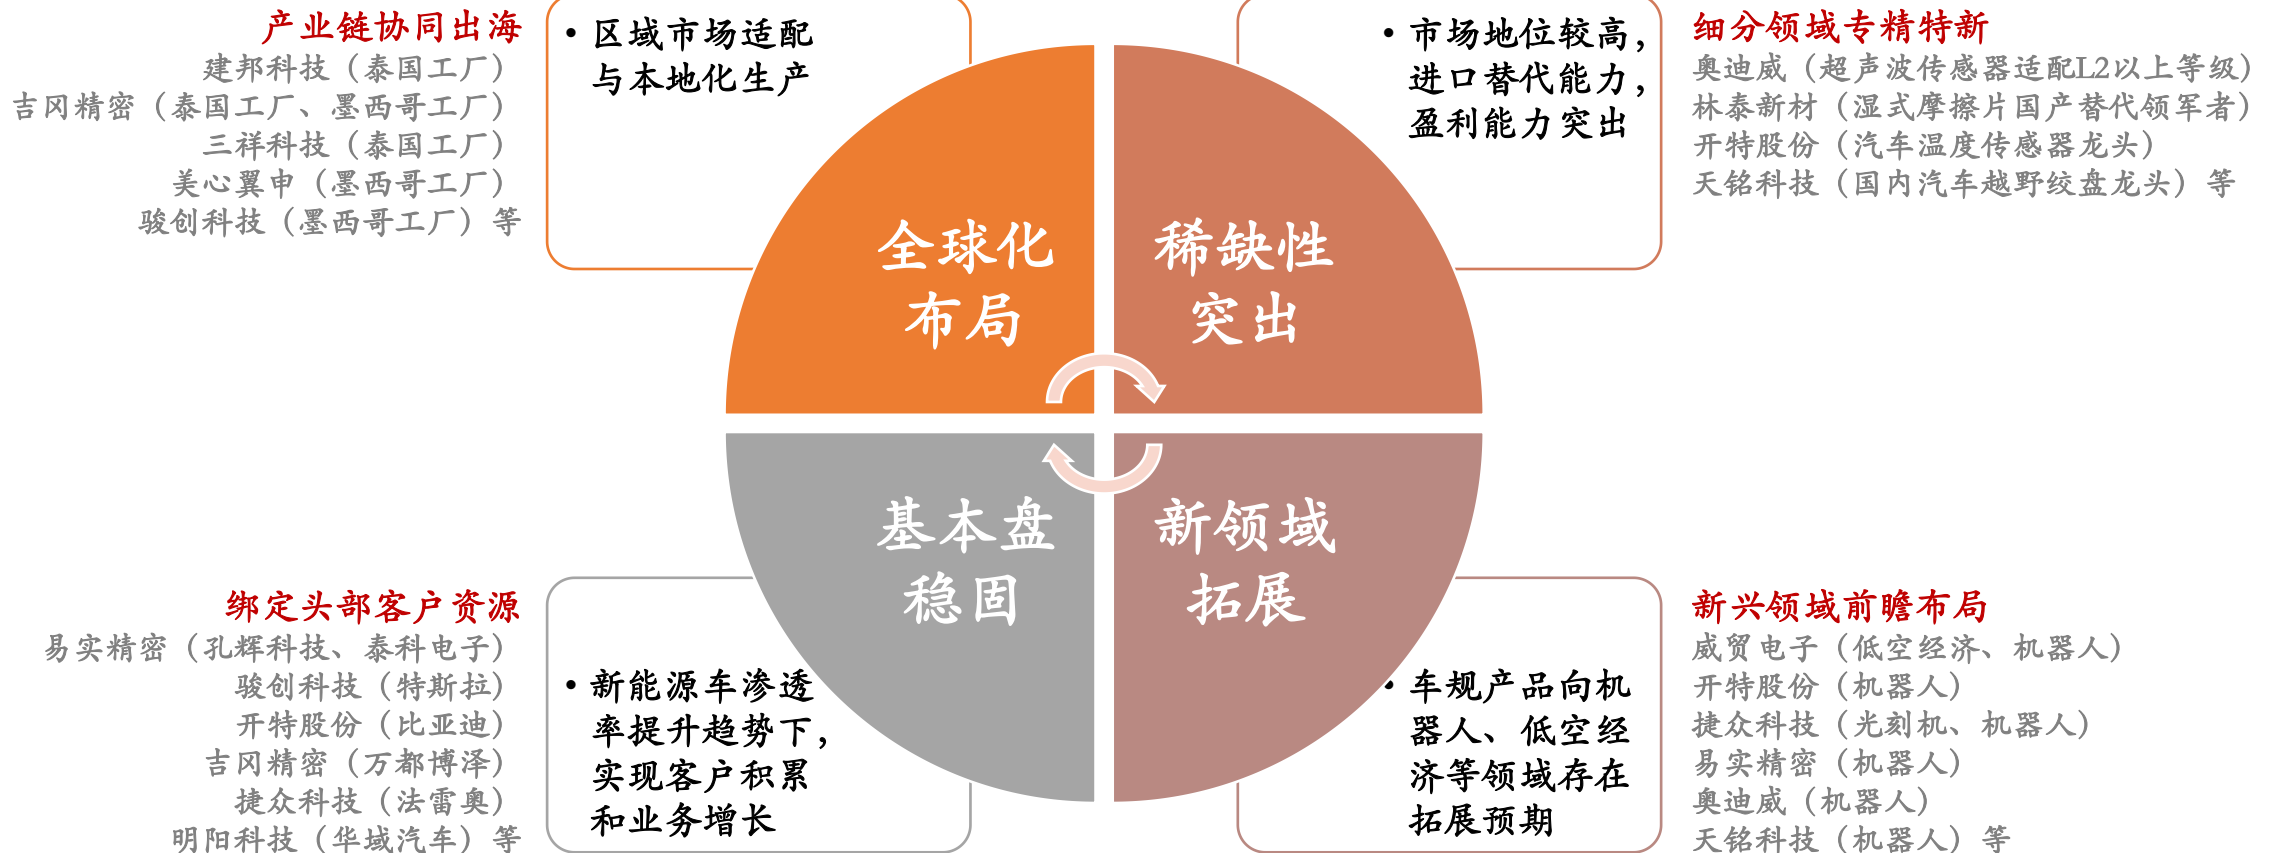 产业链协同出海
建邦科技（泰国工厂）
吉冈精密（泰国工厂、墨西哥工厂）
三祥科技（泰国工厂）
美心翼申（墨西哥工厂）
骏创科技（墨西哥工厂）等
• 区域市场适配
与本地化生产
• 市场地位较高，
进口替代能力，
盈利能力突出
细分领域专精特新
奥迪威（超声波传感器适配L2以上等级）
林泰新材（湿式摩擦片国产替代领军者）
开特股份（汽车温度传感器龙头）
天铭科技（国内汽车越野绞盘龙头）等
全球化
布局
稀缺性
突出
基本盘
稳固
新领域
拓展
绑定头部客户资源
易实精密（孔辉科技、泰科电子）
骏创科技（特斯拉）
开特股份（比亚迪）
吉冈精密（万都博泽）
捷众科技（法雷奥）
明阳科技（华域汽车）等
• 新能源车渗透
率提升趋势下，
实现客户积累
和业务增长
• 车规产品向机
器人、低空经
济等领域存在
拓展预期
新兴领域前瞻布局
威贸电子（低空经济、机器人）
开特股份（机器人）
捷众科技（光刻机、机器人）
易实精密（机器人）
奥迪威（机器人）
天铭科技（机器人）等